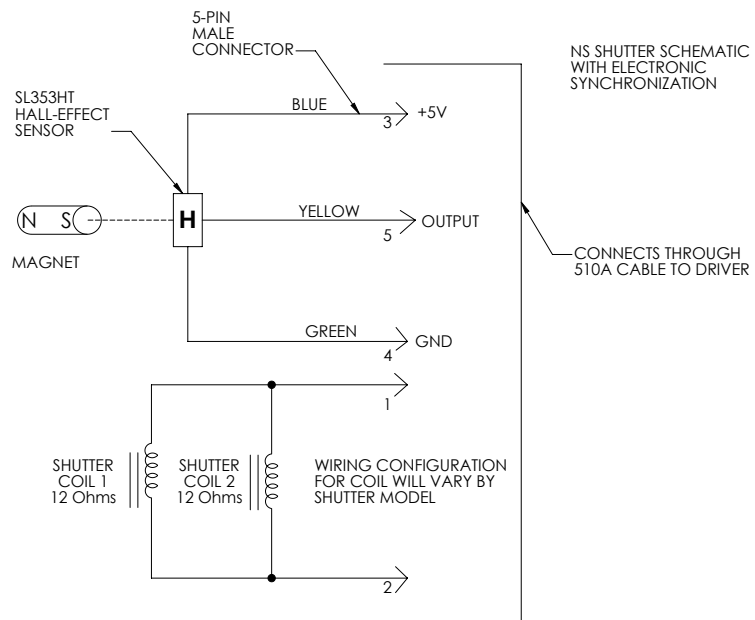 5-PIN
MALE
CONNECTOR
NS SHUTTER SCHEMATIC
WITH ELECTRONIC
SYNCHRONIZATION
SL353HT
HALL-EFFECT
SENSOR
BLUE
3
+5V
N S
H
YELLOW
5
OUTPUT
MAGNET
CONNECTS THROUGH
510A CABLE TO DRIVER
GREEN
4
GND
1
SHUTTER
COIL 1
12 Ohms
SHUTTER
COIL 2
12 Ohms
WIRING CONFIGURATION
FOR COIL WILL VARY BY
SHUTTER MODEL
2